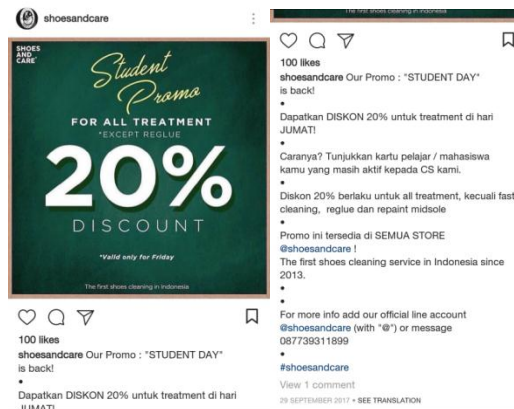 shoesandcare
SHOES
AND
CARE
Student
Promo
FOR ALL TREATMENT
*EXCEPT REGLUE
20%
DISCOUNT
*Valid only for Friday
The first shoes cleaning in indonesia
100 likes
shoesandcare Our Promo : "STUDENT DAY"
is back!
•
Dapatkan DISKON 20% untuk treatment di hari
JUMAT!
The first shoes cleaning in indonesia
100 likes
shoesandcare Our Promo : "STUDENT DAY"
is back!
•
Dapatkan DISKON 20% untuk treatment di hari
JUMAT!
•
Caranya? Tunjukkan kartu pelajar / mahasiswa
kamu yang masih aktif kepada CS kami.
•
Diskon 20% berlaku untuk all treatment, kecuali fast
cleaning, reglue dan repaint midsole
•
Promo ini tersedia di SEMUA STORE
@shoesandcare !
The first shoes cleaning service in Indonesia since
2013.
•
•
For more info add our official line account
@shoesandcare (with "@") or message
087739311899
•
#shoesandcare
View 1 comment
29 SEPTEMBER 2017 • SEE TRANSLATION